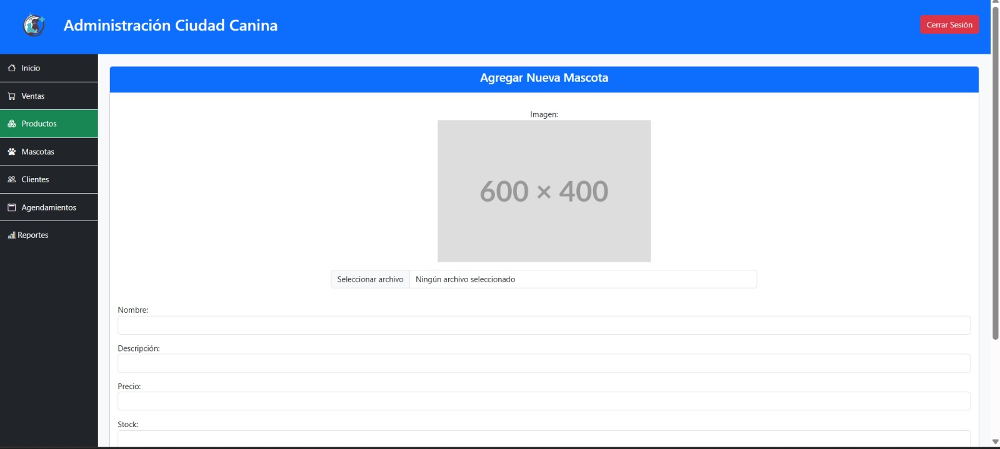 Administración Ciudad Canina
Cerrar Sesión
Inicio
Ventas
Productos
Mascotas
Clientes
Agendamientos
Reportes
Agregar Nueva Mascota
Imagen:
600 × 400
Seleccionar archivo Ningún archivo seleccionado
Nombre:
Descripción:
Precio:
Stock: